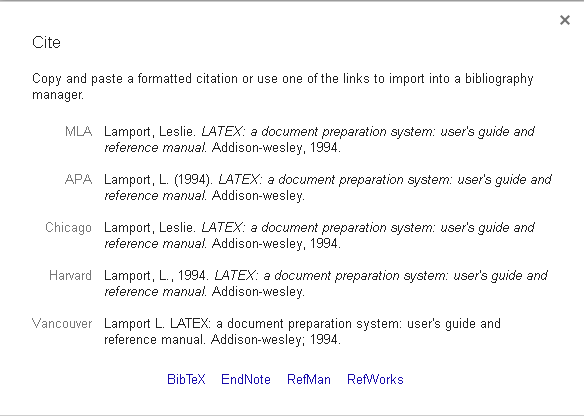 ×
Cite
Copy and paste a formatted citation or use one of the links to import into a bibliography
manager.
MLA Lamport, Leslie. LATEX: a document preparation system: user's guide and
reference manual. Addison-wesley, 1994.
APA Lamport, L. (1994). LATEX: a document preparation system: user's guide and
reference manual. Addison-wesley.
Chicago Lamport, Leslie. LATEX: a document preparation system: user's guide and
reference manual. Addison-wesley, 1994.
Harvard Lamport, L., 1994. LATEX: a document preparation system: user's guide and
reference manual. Addison-wesley.
Vancouver Lamport L. LATEX: a document preparation system: user's guide and
reference manual. Addison-wesley; 1994.
BibTeX EndNote RefMan RefWorks